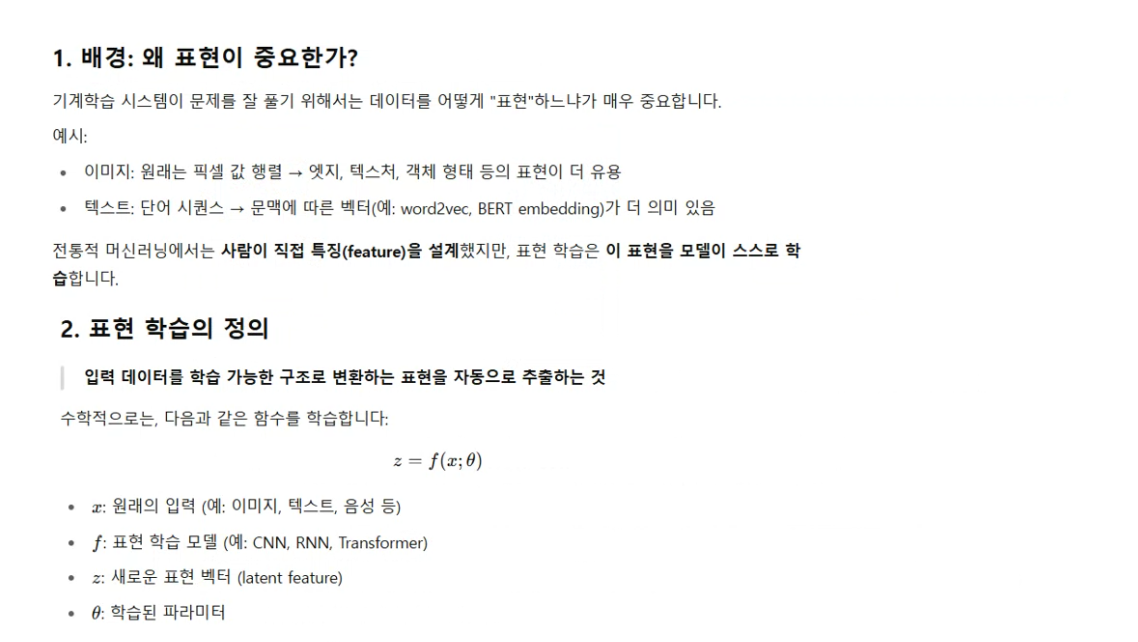 1. 배경: 왜 표현이 중요한가?
기계학습 시스템이 문제를 잘 풀기 위해서는 데이터를 어떻게 "표현"하느냐가 매우 중요합니다.
예시:
• 이미지: 원래는 픽셀 값 행렬 → 엣지, 텍스처, 객체 형태 등의 표현이 더 유용
• 텍스트: 단어 시퀀스 → 문맥에 따른 벡터(예: word2vec, BERT embedding)가 더 의미 있음
전통적 머신러닝에서는 사람이 직접 특징(feature)을 설계했지만, 표현 학습은 이 표현을 모델이 스스로 학
습합니다.
2. 표현 학습의 정의
입력 데이터를 학습 가능한 구조로 변환하는 표현을 자동으로 추출하는 것
수학적으로는, 다음과 같은 함수를 학습합니다:
z = f(x; θ)
• x: 원래의 입력 (예: 이미지, 텍스트, 음성 등)
• f: 표현 학습 모델 (예: CNN, RNN, Transformer)
• z: 새로운 표현 벡터 (latent feature)
• θ: 학습된 파라미터